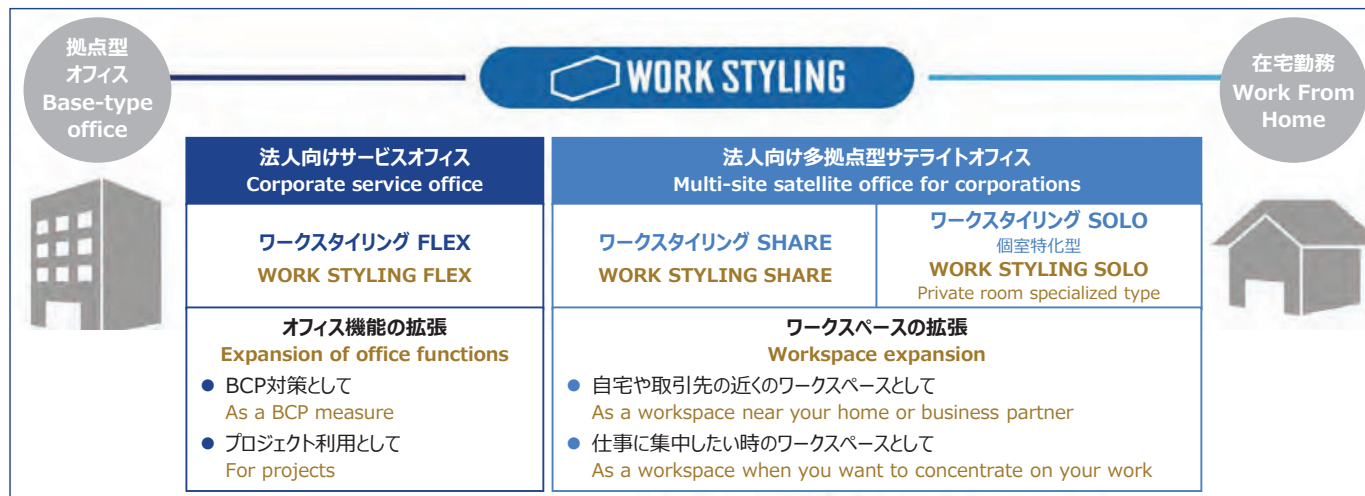 拠点型
オフィス
Base-type
office
WORK STYLING
在宅勤務
Work From
Home
法人向けサービスオフィス
Corporate service office
ワークスタイリング FLEX
WORK STYLING FLEX
オフィス機能の拡張
Expansion of office functions
● BCP対策として
As a BCP measure
● プロジェクト利用として
For projects
法人向け多拠点型サテライトオフィス
Multi-site satellite office for corporations
ワークスタイリング SHARE
WORK STYLING SHARE
ワークスタイリング SOLO
個室特化型
WORK STYLING SOLO
Private room specialized type
ワークスペースの拡張
Workspace expansion
● 自宅や取引先の近くのワークスペースとして
As a workspace near your home or business partner
● 仕事に集中したい時のワークスペースとして
As a workspace when you want to concentrate on your work